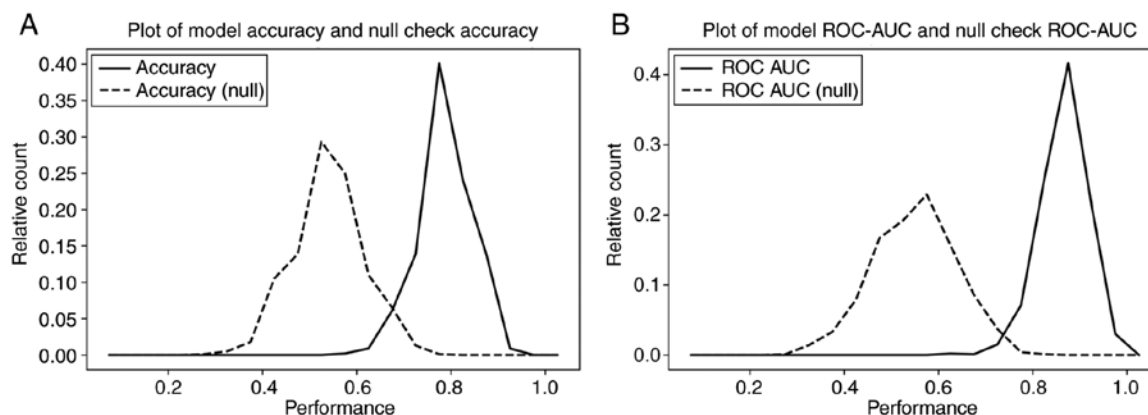 A
Plot of model accuracy and null check accuracy
Accuracy
Accuracy (null)
Relative count
0.40
0.35
0.30
0.25
0.20
0.15
0.10
0.05
0.00
0.2
0.4
0.6
0.8
1.0
Performance
B
Plot of model ROC-AUC and null check ROC-AUC
ROC AUC
ROC AUC (null)
Relative count
0.4
0.3
0.2
0.1
0.0
0.2
0.4
0.6
0.8
1.0
Performance